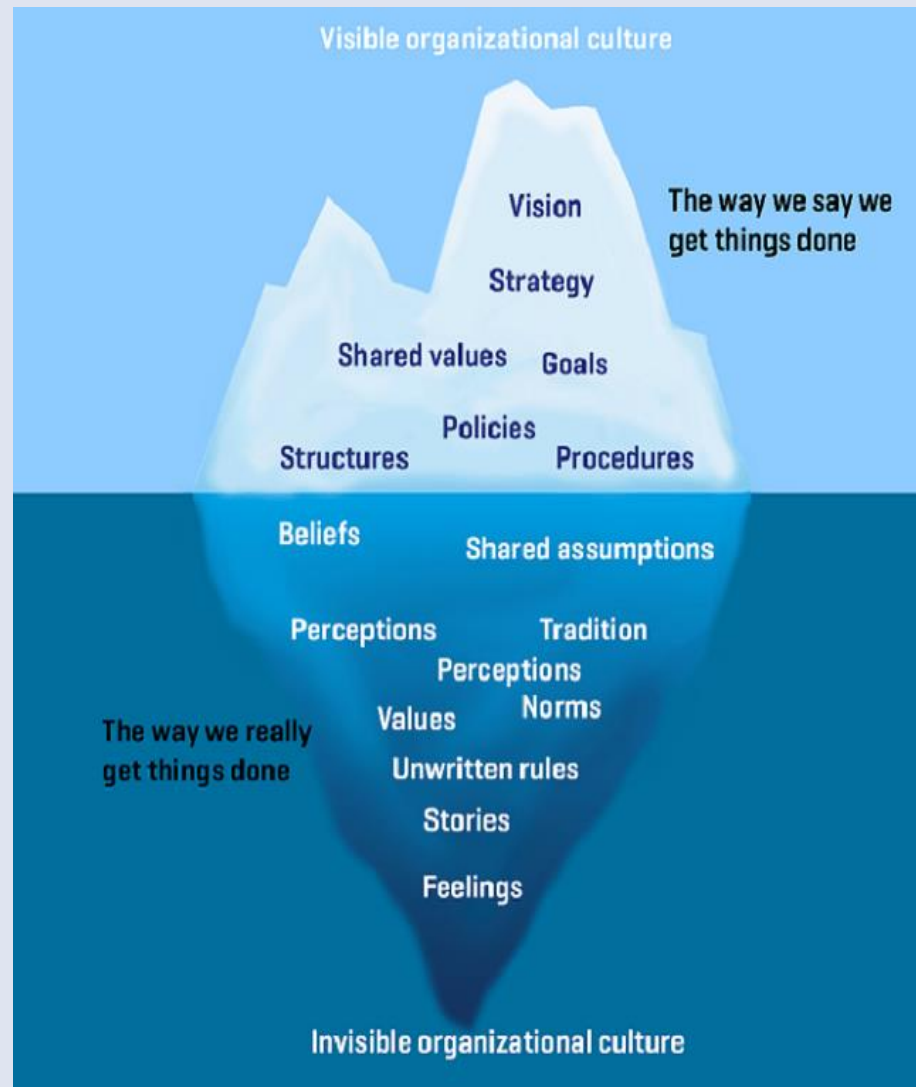 Visible organizational culture
Vision
The way we say we
get things done
Strategy
Shared values
Goals
Policies
Structures
Procedures
Beliefs
Shared assumptions
Perceptions
Tradition
Perceptions
Norms
Values
The way we really
get things done
Unwritten rules
Stories
Feelings
Invisible organizational culture